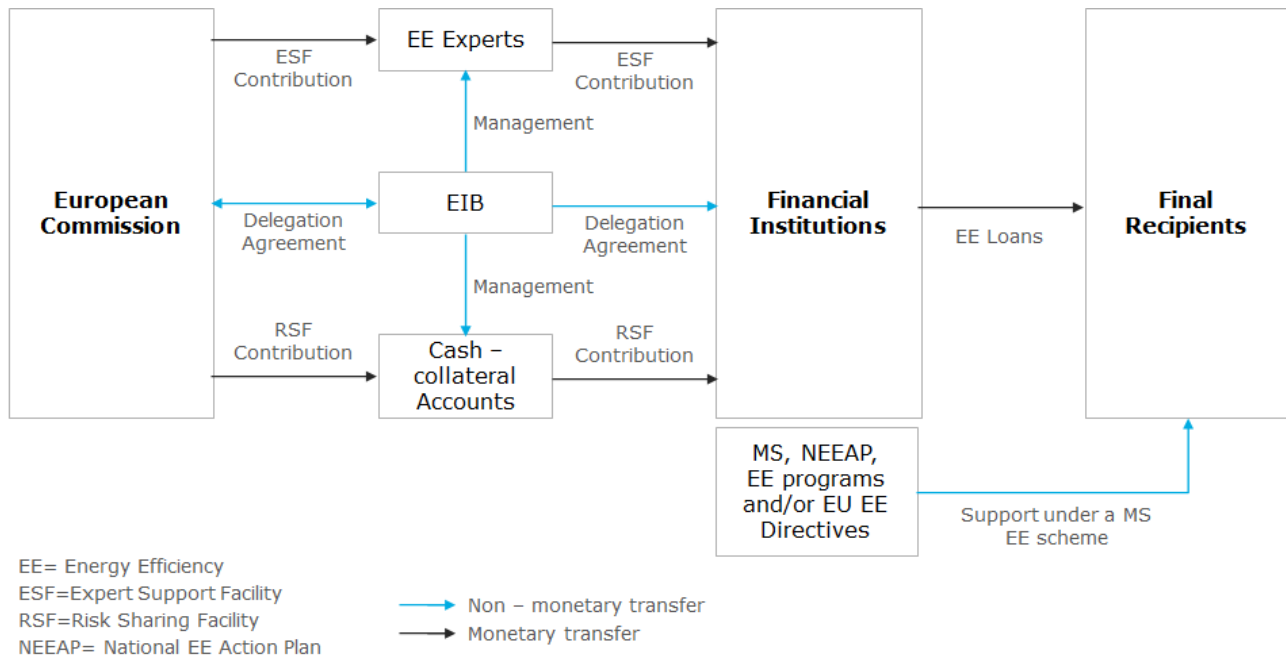 European
Commission
ESF
Contribution
EE Experts
ESF
Contribution
Management
Delegation
Agreement
EIB
Delegation
Agreement
Management
RSF
Contribution
Cash –
collateral
Accounts
RSF
Contribution
Financial
Institutions
EE Loans
Final
Recipients
MS, NEEAP,
EE programs
and/or EU EE
Directives
Support under a MS
EE scheme
EE= Energy Efficiency
ESF=Expert Support Facility
RSF=Risk Sharing Facility
NEEAP= National EE Action Plan
Non – monetary transfer
Monetary transfer